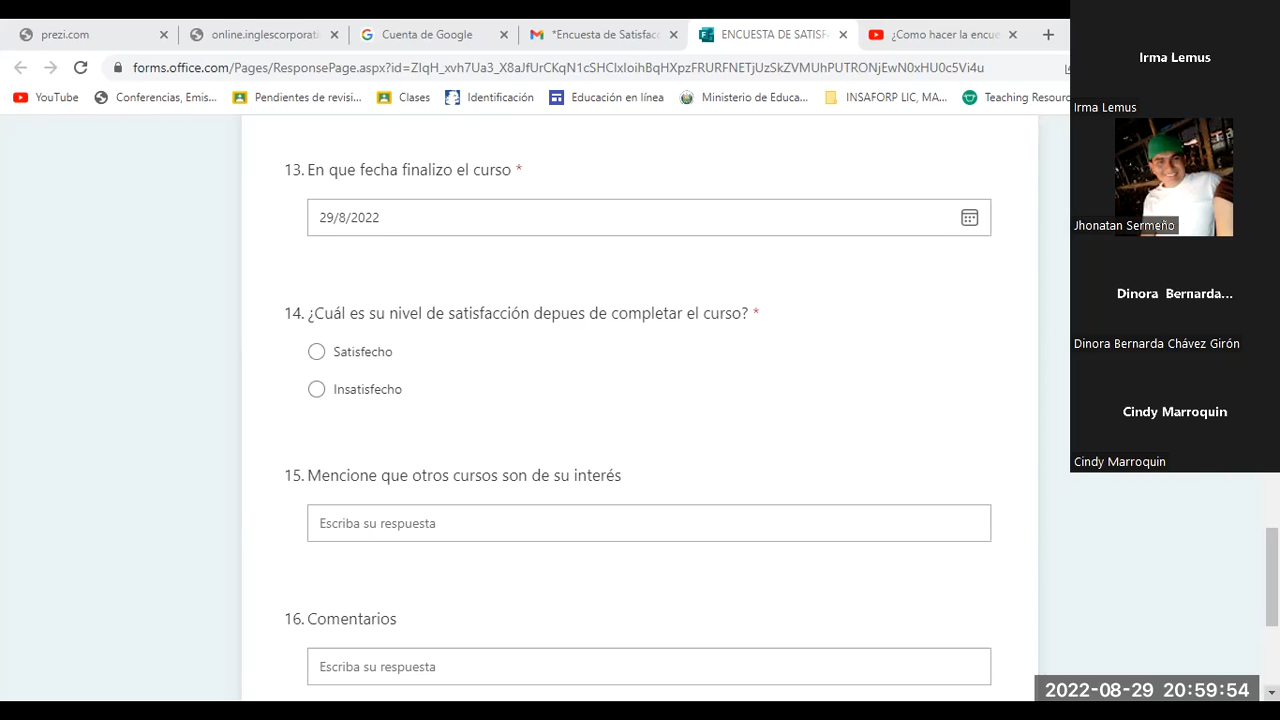 prezi.com
online.inglescorporat
Cuenta de Google
*Encuesta de Satisfacc
ENCUESTA DE SATISF
¿Como hacer la encue
forms.office.com/Pages/ResponsePage.aspx?id=ZIqH_xvh7Ua3_X8aJfUrCKqN1cSHCIxIoihBqHXpzFRURFNETjUzSkZVMUhPUTRONjEwN0xHU0c5Vi4u
YouTube
Conferencias, Emis...
Pendientes de revisi...
Clases
Identificación
Educación en línea
Ministerio de Educa...
INSAFORP LIC, MA...
Teaching Resour
13. En que fecha finalizo el curso *
29/8/2022
14. ¿Cuál es su nivel de satisfacción depues de completar el curso? *
Satisfecho
Insatisfecho
15. Mencione que otros cursos son de su interés
Escriba su respuesta
16. Comentarios
Escriba su respuesta
Irma Lemus
Irma Lemus
Jhonatan Sermeño
Dinora Bernarda...
Dinora Bernarda Chávez Girón
Cindy Marroquin
Cindy Marroquin
2022-08-29 20:59:54